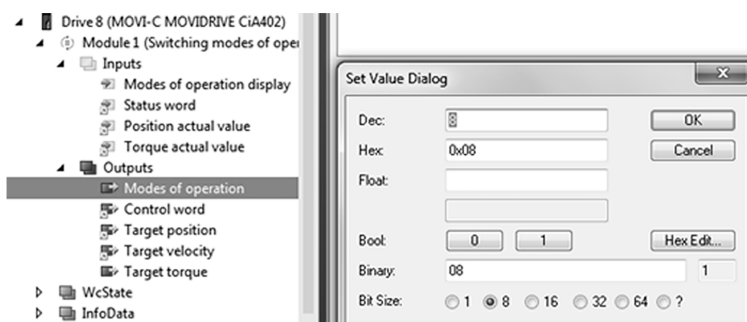 Drive 8 (MOVI-C MOVIDRIVE CiA402)
Module 1 (Switching modes of oper
Inputs
Modes of operation display
Status word
Position actual value
Torque actual value
Outputs
Modes of operation
Control word
Target position
Target velocity
Target torque
WcState
InfoData
Set Value Dialog
Dec: 8 OK
Hex: 0x08 Cancel
Float:
Bool: 0 1 Hex Edit...
Binary: 08 1
Bit Size: 1 8 16 32 64 ?